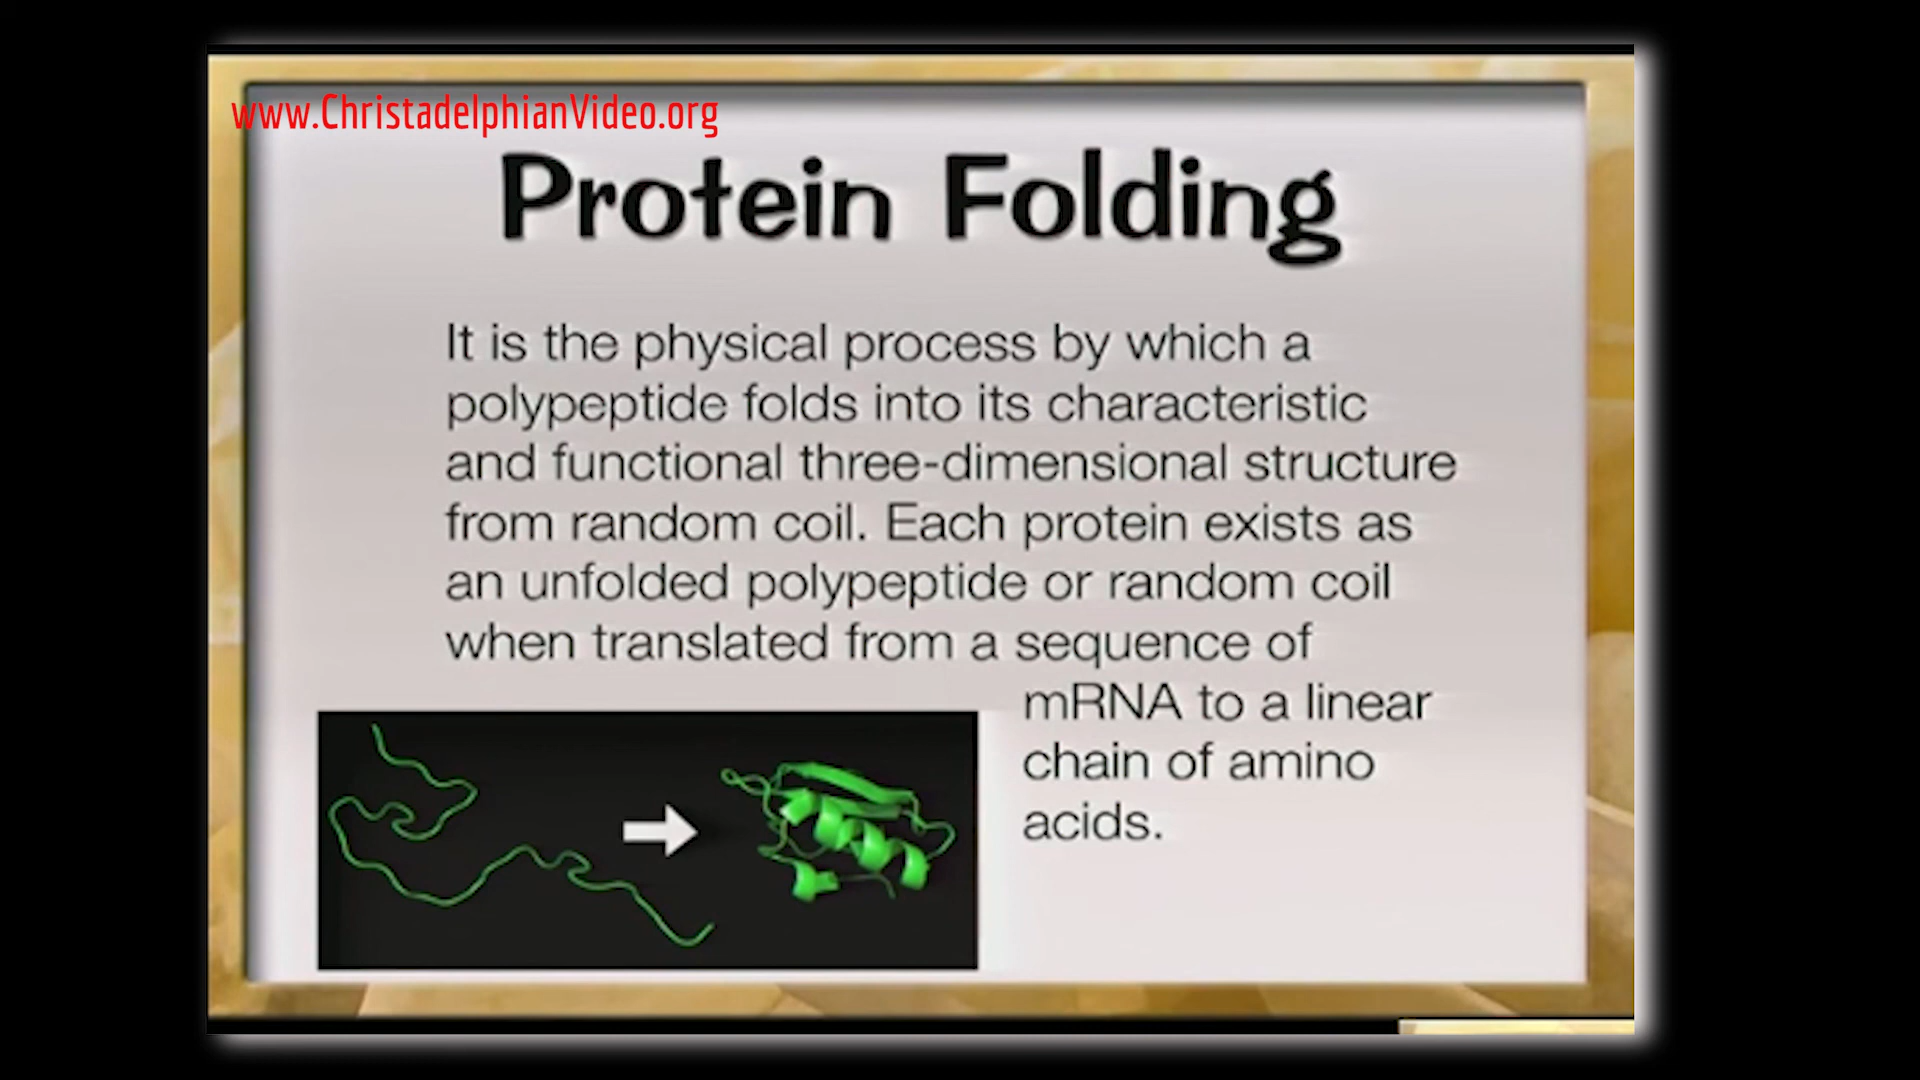 www.ChristadelphianVideo.org
Protein Folding
It is the physical process by which a
polypeptide folds into its characteristic
and functional three-dimensional structure
from random coil. Each protein exists as
an unfolded polypeptide or random coil
when translated from a sequence of
mRNA to a linear
chain of amino
acids.